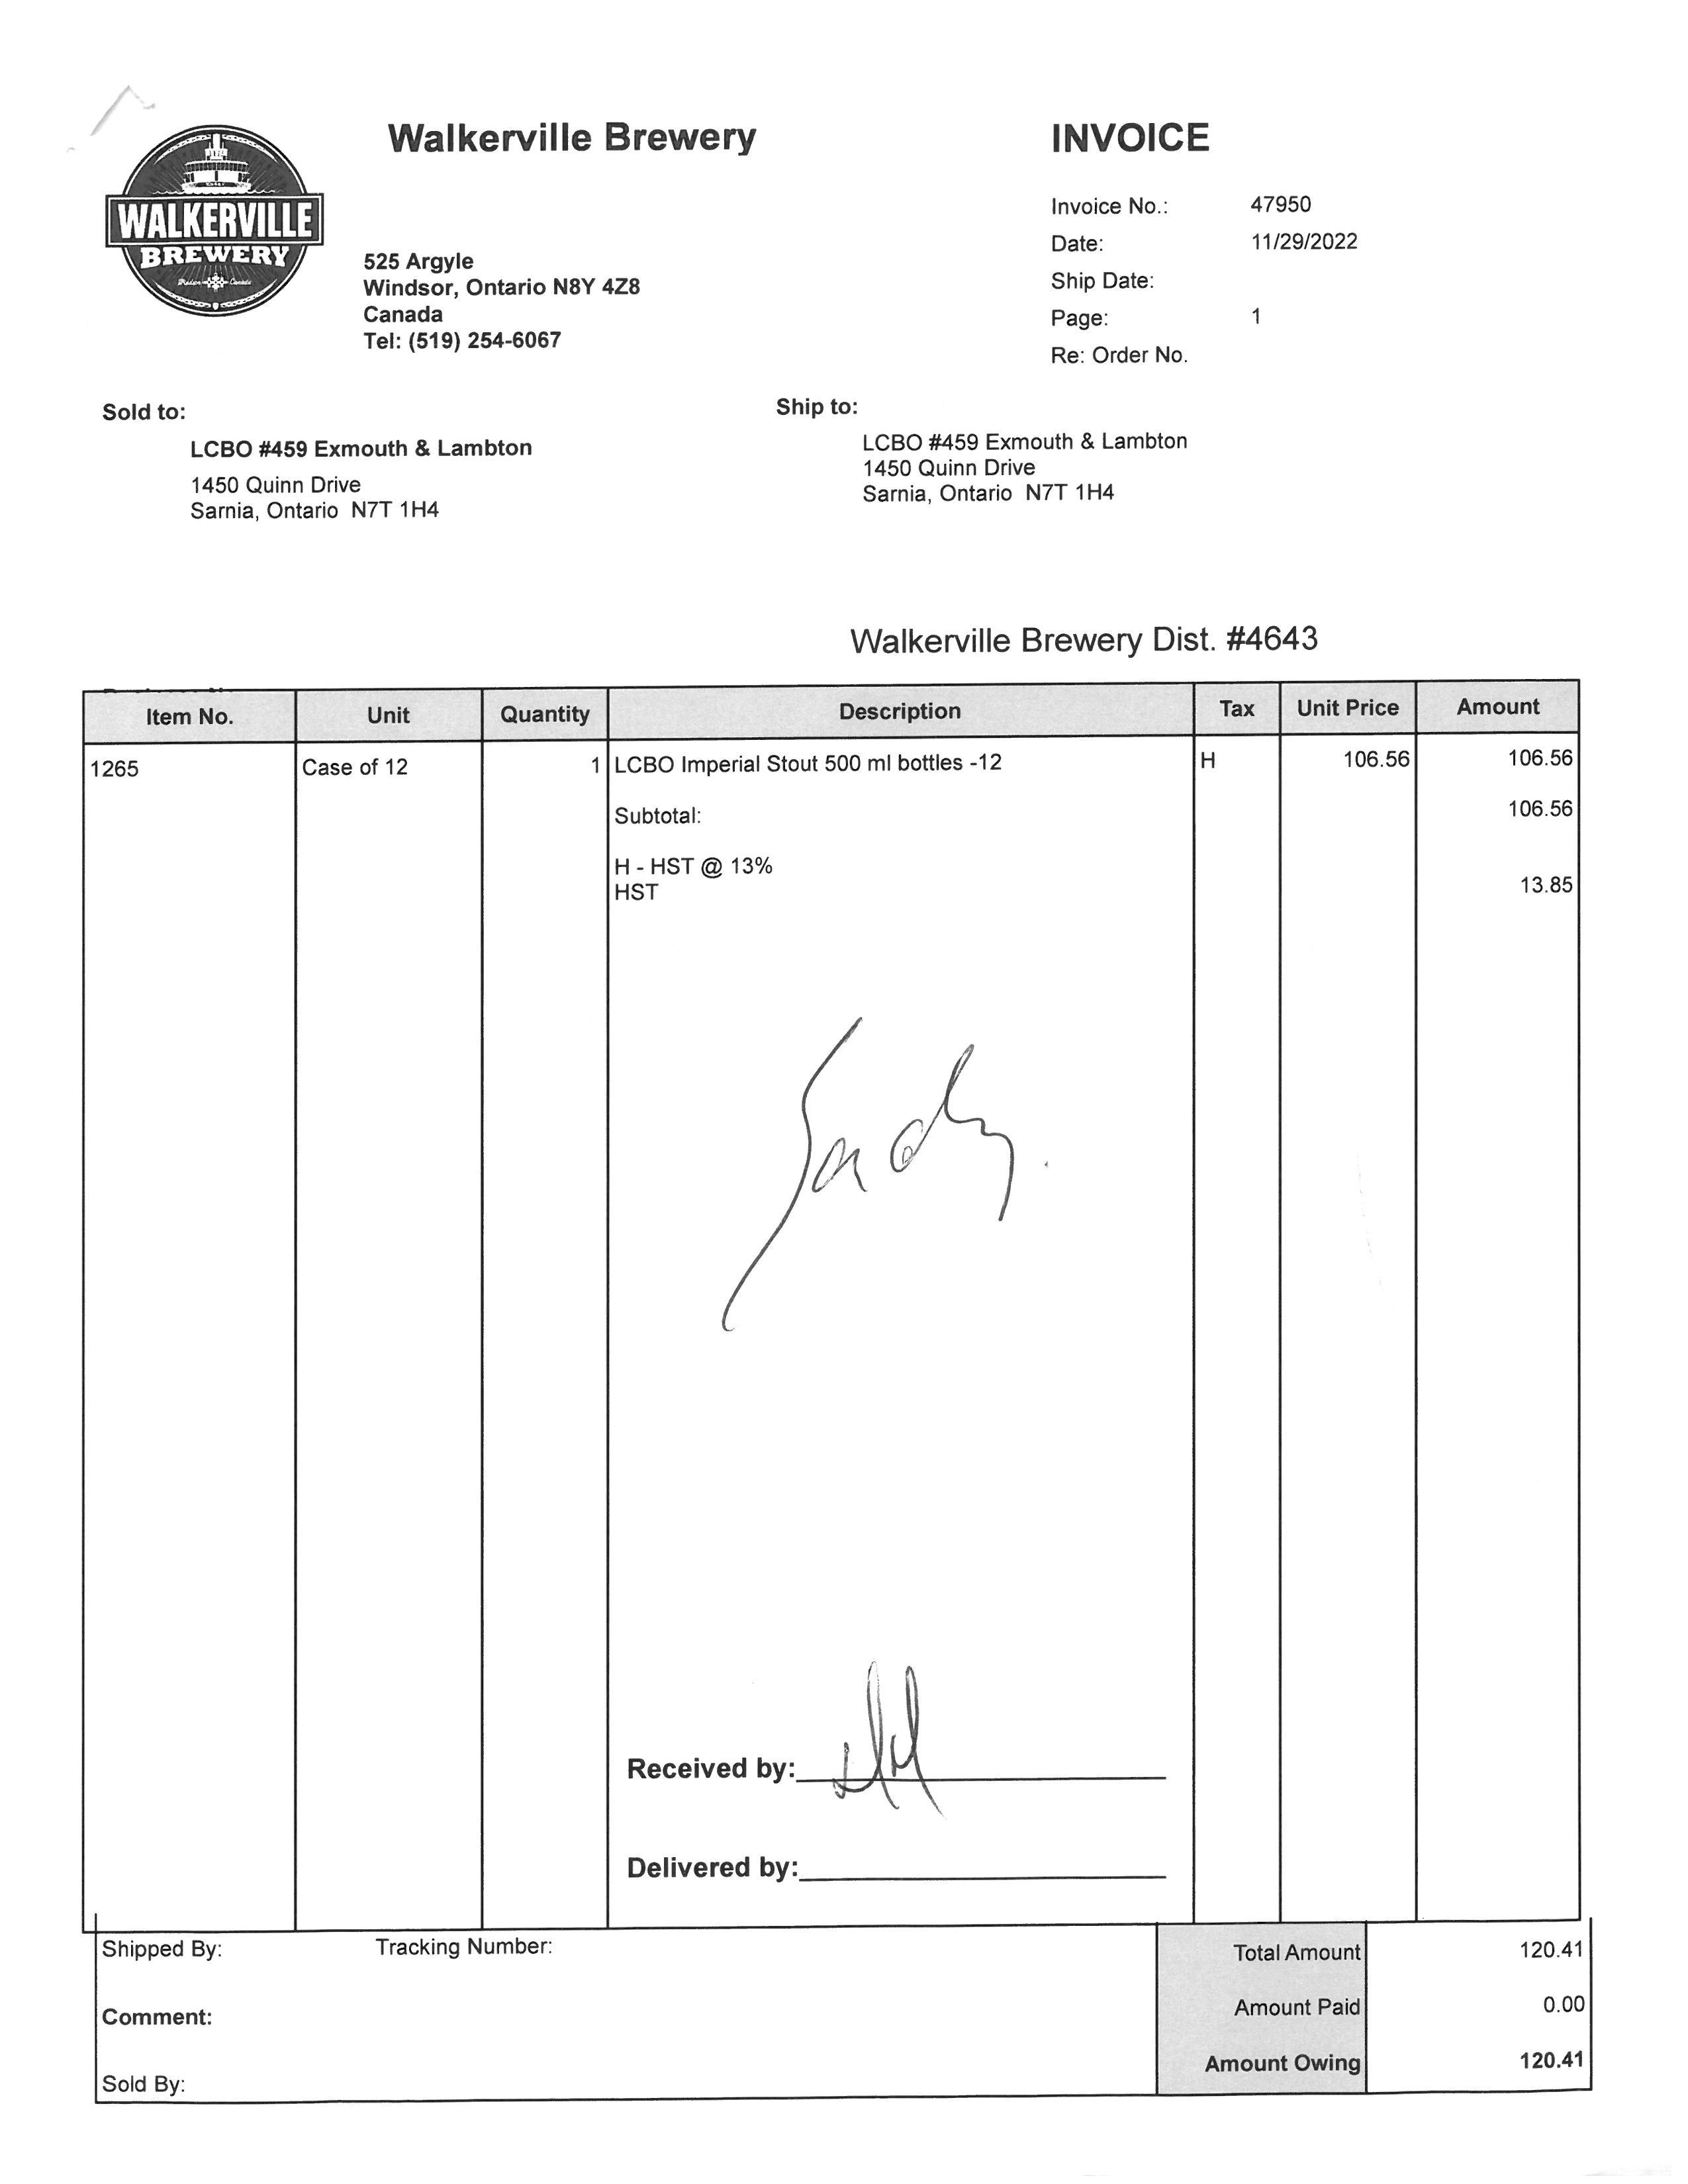 WALKERVILLE
BREWERY
Walkerville Brewery
525 Argyle
Windsor, Ontario N8Y 4Z8
Canada
Tel: (519) 254-6067
INVOICE
Invoice No.: 47950
Date: 11/29/2022
Ship Date:
Page: 1
Re: Order No.
Sold to:
LCBO #459 Exmouth & Lambton
1450 Quinn Drive
Sarnia, Ontario N7T 1H4
Ship to:
LCBO #459 Exmouth & Lambton
1450 Quinn Drive
Sarnia, Ontario N7T 1H4
Walkerville Brewery Dist. #4643
Item No. Unit Quantity Description Tax Unit Price Amount
1265 Case of 12 1 LCBO Imperial Stout 500 ml bottles -12 H 106.56 106.56
Subtotal: 106.56
H - HST @ 13%
HST 13.85
Sandy
Received by:
Delivered by:
Shipped By: Tracking Number:
Comment:
Sold By:
Total Amount 120.41
Amount Paid 0.00
Amount Owing 120.41